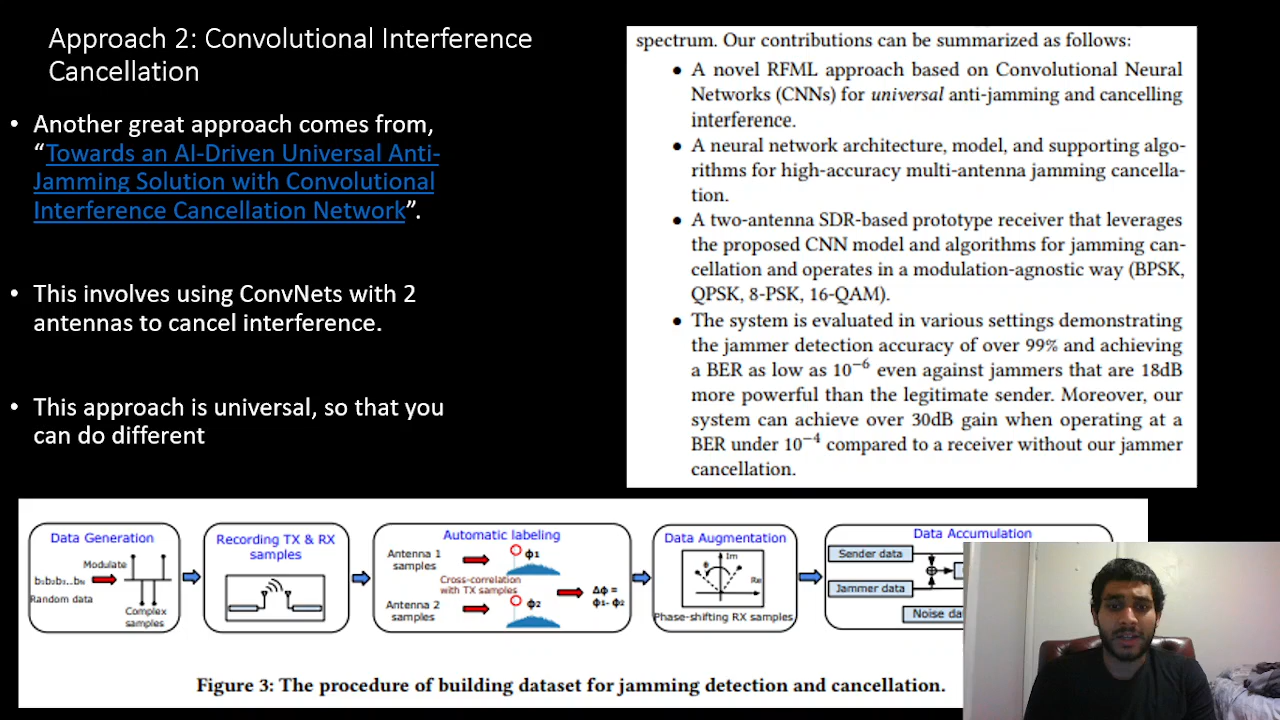 Approach 2: Convolutional Interference
Cancellation
• Another great approach comes from,
“Towards an AI-Driven Universal Anti-
Jamming Solution with Convolutional
Interference Cancellation Network”.
• This involves using ConvNets with 2
antennas to cancel interference.
• This approach is universal, so that you
can do different
spectrum. Our contributions can be summarized as follows:
• A novel RFML approach based on Convolutional Neural
Networks (CNNs) for universal anti-jamming and cancelling
interference.
• A neural network architecture, model, and supporting algo-
rithms for high-accuracy multi-antenna jamming cancella-
tion.
• A two-antenna SDR-based prototype receiver that leverages
the proposed CNN model and algorithms for jamming can-
cellation and operates in a modulation-agnostic way (BPSK,
QPSK, 8-PSK, 16-QAM).
• The system is evaluated in various settings demonstrating
the jammer detection accuracy of over 99% and achieving
a BER as low as 10⁻⁶ even against jammers that are 18dB
more powerful than the legitimate sender. Moreover, our
system can achieve over 30dB gain when operating at a
BER under 10⁻⁴ compared to a receiver without our jammer
cancellation.
Data Generation
Modulate
b₁b₂b₃...bₙ
Random data
Complex
samples
Recording TX & RX
samples
Automatic labeling
Antenna 1
samples
ϕ₁
Cross-correlation
with TX samples
Antenna 2
samples
ϕ₂
Δϕ =
ϕ₁- ϕ₂
Data Augmentation
Im
ϕ
Re
Phase-shifting RX samples
Data Accumulation
Sender data
Jammer data
Noise da
Figure 3: The procedure of building dataset for jamming detection and cancellation.